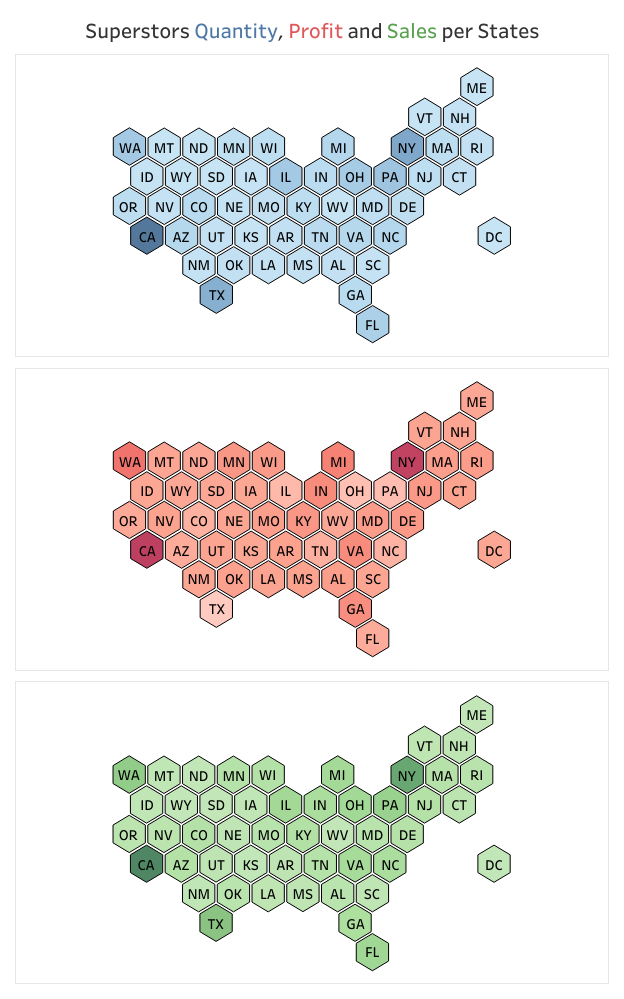 Superstors Quantity, Profit and Sales per States
ME
VT NH
WA MT ND MN WI MI NY MA RI
ID WY SD IA IL IN OH PA NJ CT
OR NV CO NE MO KY WV MD DE
CA AZ UT KS AR TN VA NC DC
NM OK LA MS AL SC
TX GA
FL
ME
VT NH
WA MT ND MN WI MI NY MA RI
ID WY SD IA IL IN OH PA NJ CT
OR NV CO NE MO KY WV MD DE
CA AZ UT KS AR TN VA NC DC
NM OK LA MS AL SC
TX GA
FL
ME
VT NH
WA MT ND MN WI MI NY MA RI
ID WY SD IA IL IN OH PA NJ CT
OR NV CO NE MO KY WV MD DE
CA AZ UT KS AR TN VA NC DC
NM OK LA MS AL SC
TX GA
FL